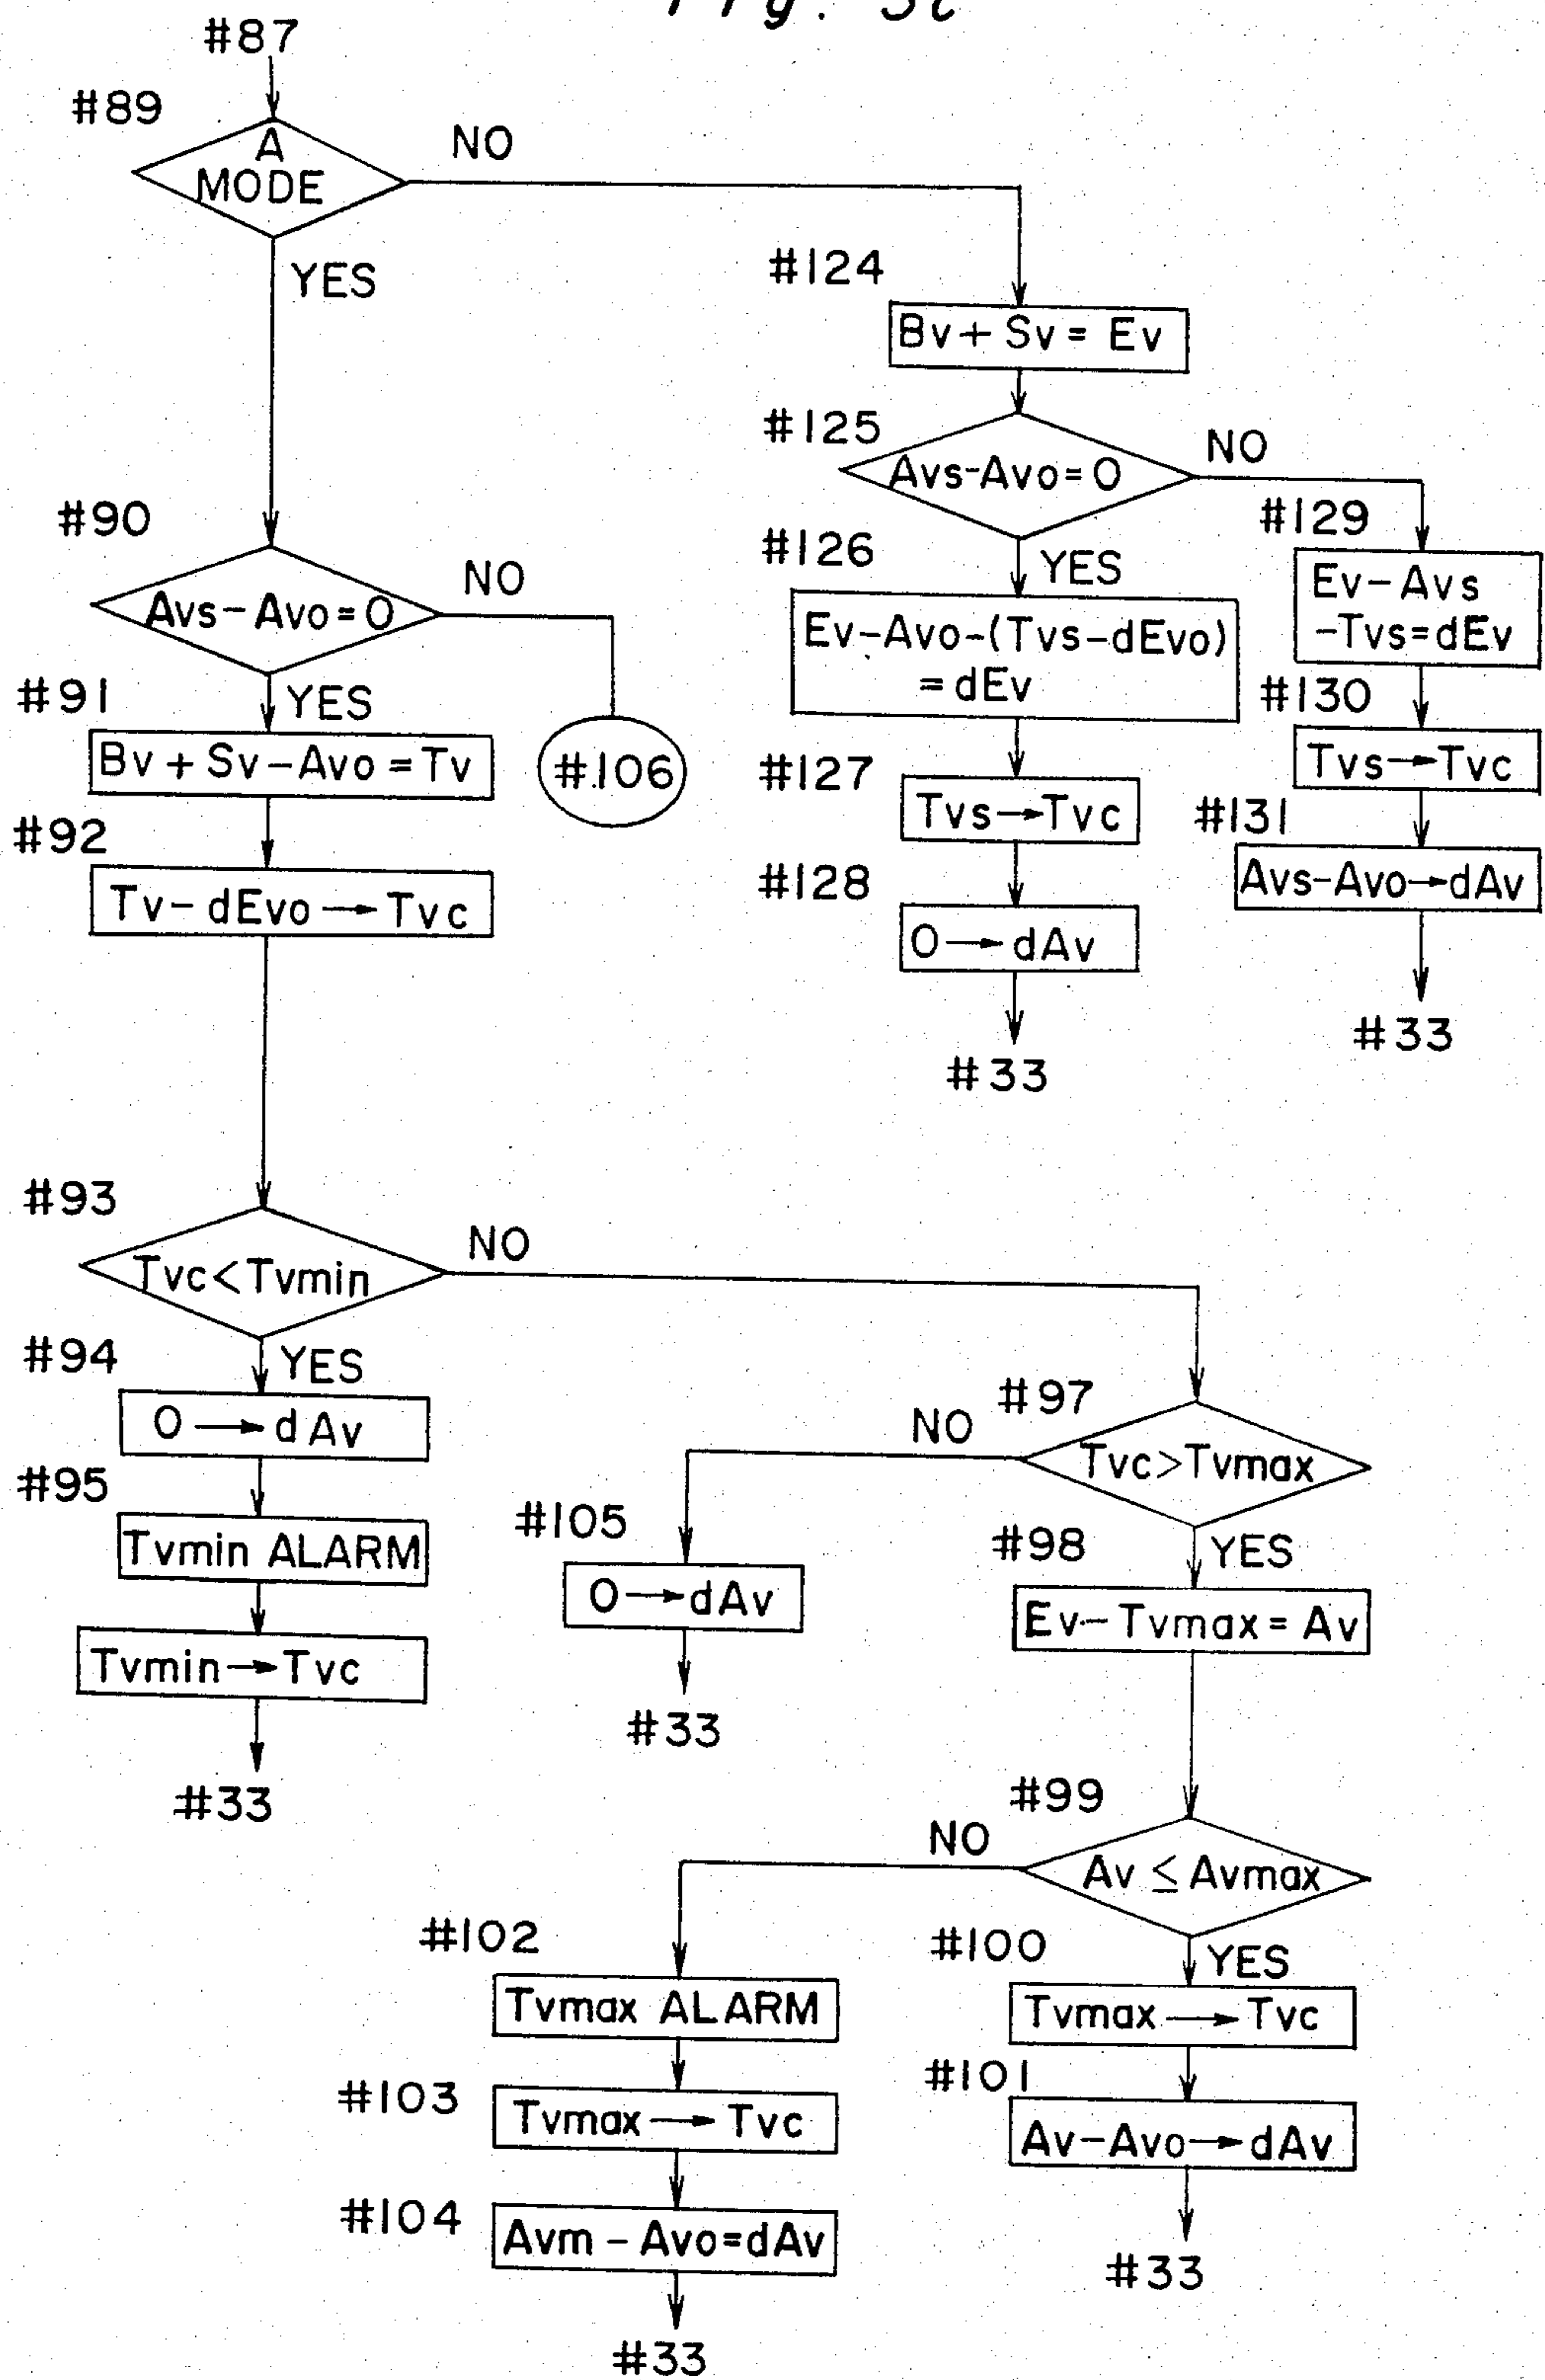 Fig. 5c
#87
#89
A
MODE
NO
YES
#124
Bv + Sv = Ev
#125
Avs-Avo = 0
NO
#90
Avs - Avo = 0
NO
#106
#91
YES
Bv + Sv - Avo = Tv
#92
Tv - dEvo → Tvc
#126
YES
Ev-Avo-(Tvs-dEvo)
= dEv
#127
Tvs → Tvc
#128
0 → dAv
#33
#129
Ev - Avs
-Tvs = dEv
#130
Tvs → Tvc
#131
Avs-Avo → dAv
#33
#93
Tvc < Tvmin
NO
#94
YES
0 → dAv
#95
Tvmin ALARM
Tvmin → Tvc
#33
#97
Tvc > Tvmax
NO
#105
0 → dAv
#33
#98
YES
Ev - Tvmax = Av
#99
Av ≤ Avmax
NO
#102
Tvmax ALARM
#103
Tvmax → Tvc
#104
Avm - Avo = dAv
#33
#100
YES
Tvmax → Tvc
#101
Av - Avo → dAv
#33